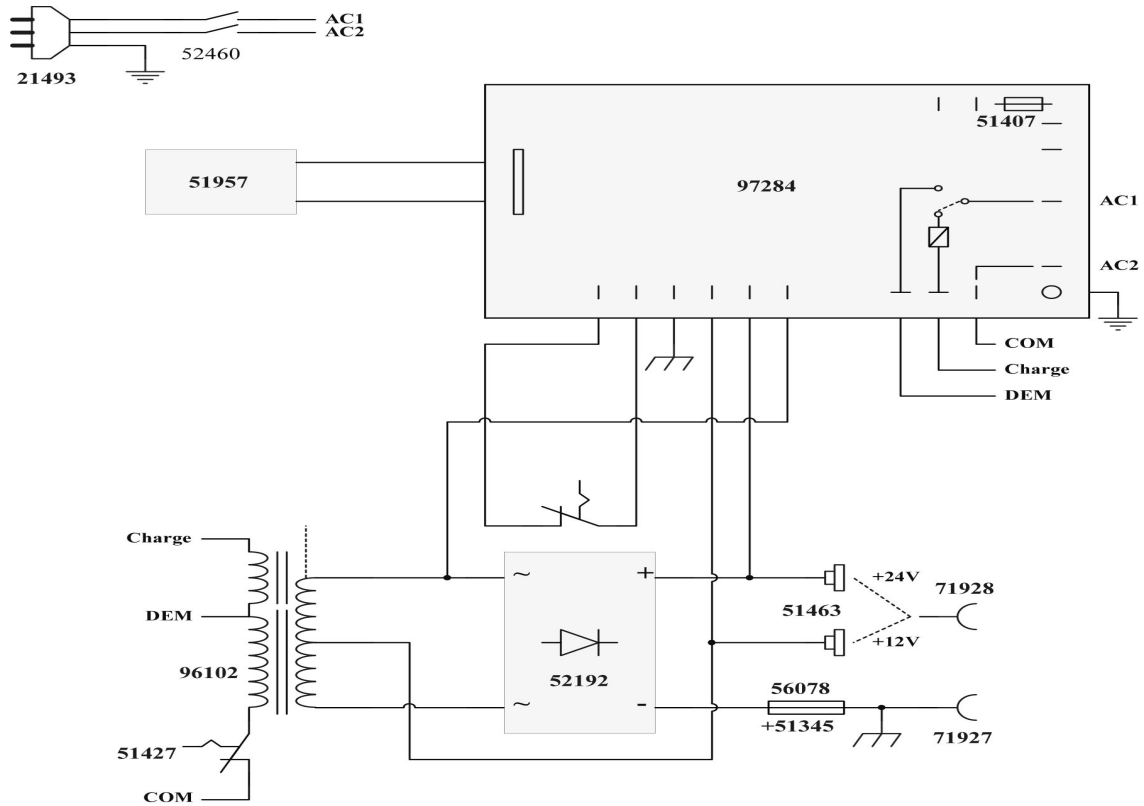 AC1
AC2
52460
21493
51407
51957
97284
AC1
AC2
COM
Charge
DEM
Charge
~
+
+24V
71928
51463
DEM
+12V
96102
52192
56078
~
-
+51345
71927
51427
COM